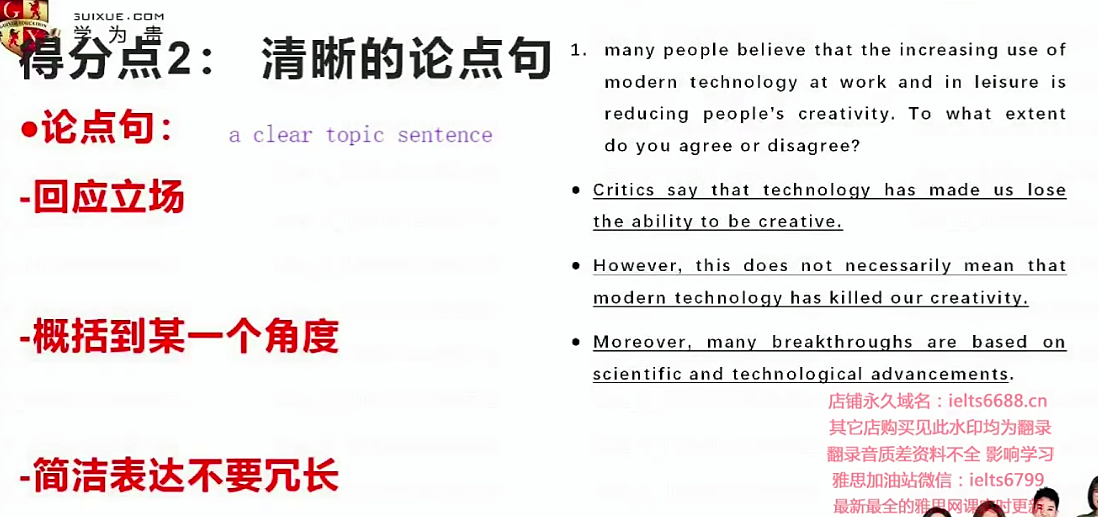 GUIXUE.COM
学为贵
得分点2： 清晰的论点句
●论点句：
a clear topic sentence
-回应立场
-概括到某一个角度
-简洁表达不要冗长
1. many people believe that the increasing use of
modern technology at work and in leisure is
reducing people's creativity. To what extent
do you agree or disagree?
• Critics say that technology has made us lose
the ability to be creative.
• However, this does not necessarily mean that
modern technology has killed our creativity.
• Moreover, many breakthroughs are based on
scientific and technological advancements.
店铺永久域名：ielts6688.cn
其它店购买见此水印均为翻录
翻录音质差资料不全 影响学习
雅思加油站微信：ielts6799
最新最全的雅思网课实时更新